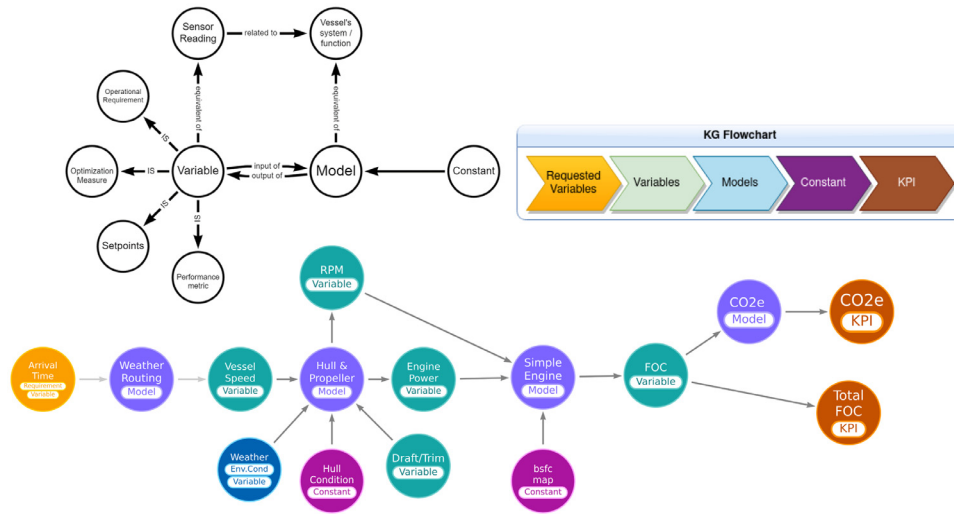 Sensor
Reading
related to
Vessel's
system /
function
equivalent of
equivalent of
Operational
Requirement
IS
Optimization
Measure
IS
Variable
input of
output of
Model
Constant
IS
Setpoints
IS
Performance
metric
KG Flowchart
Requested
Variables
Variables
Models
Constant
KPI
RPM
Variable
CO2e
Model
CO2e
KPI
Arrival
Time
Requirement
Variable
Weather
Routing
Model
Vessel
Speed
Variable
Hull &
Propeller
Model
Engine
Power
Variable
Simple
Engine
Model
FOC
Variable
Total
FOC
KPI
Weather
Env.Cond
Variable
Hull
Condition
Constant
Draft/Trim
Variable
bsfc
map
Constant